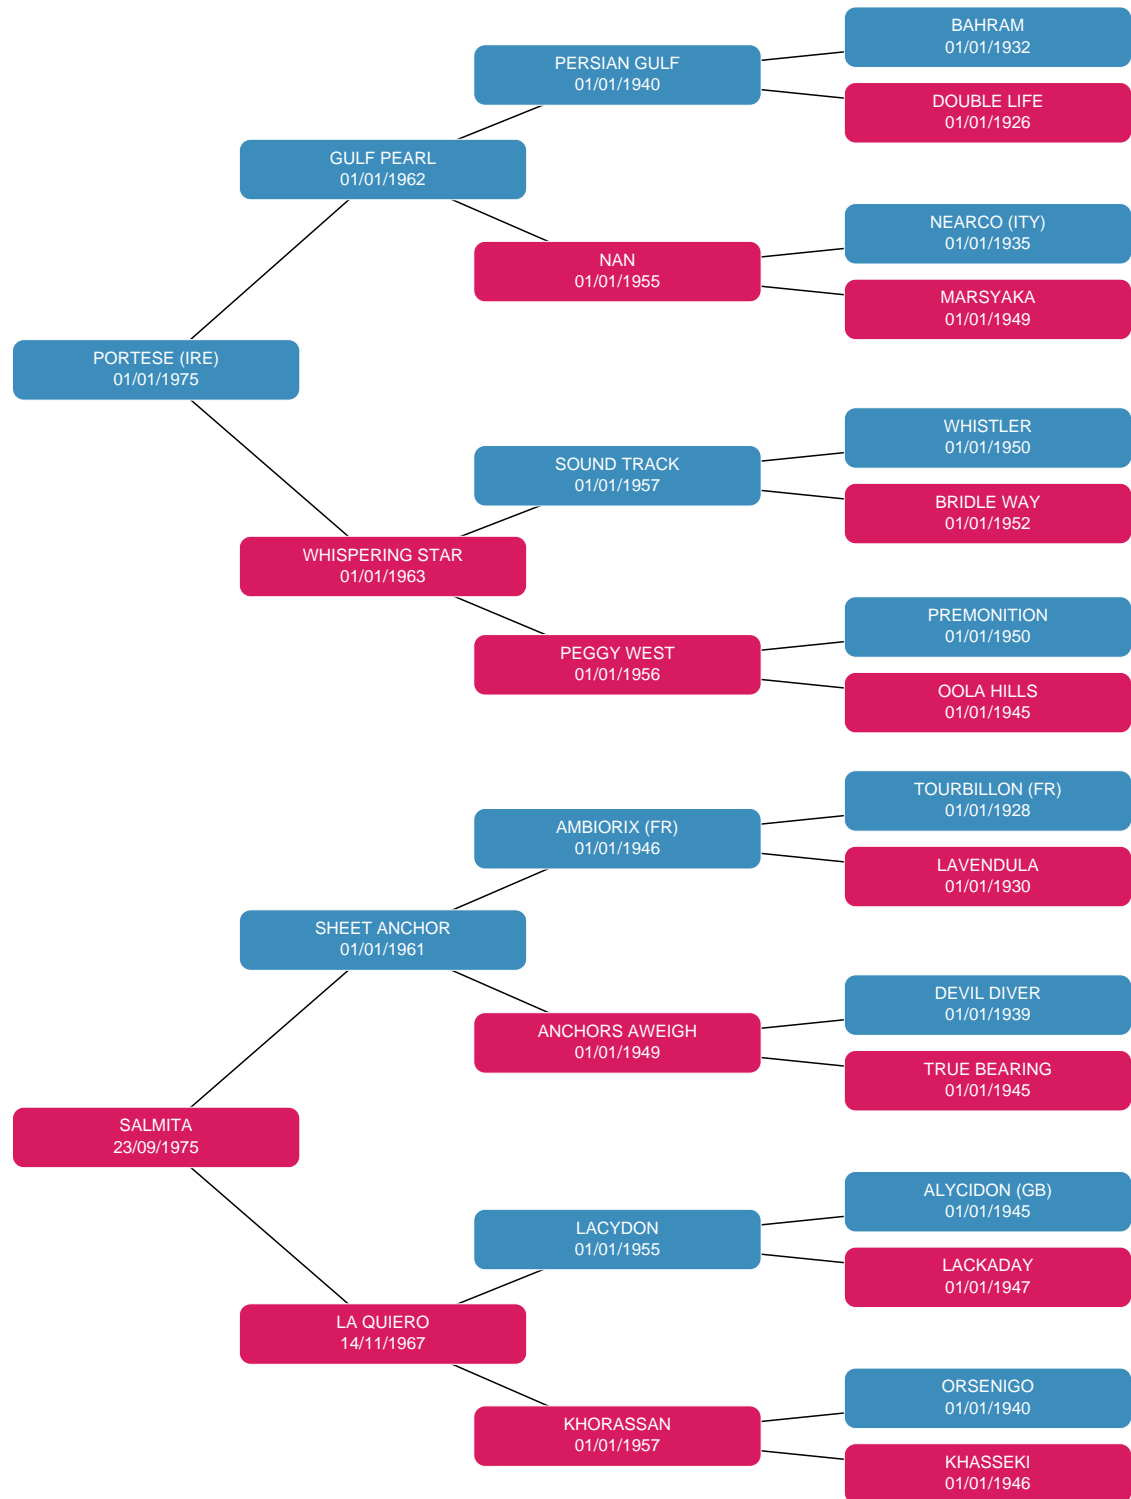 BAHRAM
01/01/1932
PERSIAN GULF
01/01/1940
DOUBLE LIFE
01/01/1926
GULF PEARL
01/01/1962
NEARCO (ITY)
01/01/1935
NAN
01/01/1955
MARSYAKA
01/01/1949
PORTESE (IRE)
01/01/1975
WHISTLER
01/01/1950
SOUND TRACK
01/01/1957
BRIDLE WAY
01/01/1952
WHISPERING STAR
01/01/1963
PREMONITION
01/01/1950
PEGGY WEST
01/01/1956
OOLA HILLS
01/01/1945
TOURBILLON (FR)
01/01/1928
AMBIORIX (FR)
01/01/1946
LAVENDULA
01/01/1930
SHEET ANCHOR
01/01/1961
DEVIL DIVER
01/01/1939
ANCHORS AWEIGH
01/01/1949
TRUE BEARING
01/01/1945
SALMITA
23/09/1975
ALYCIDON (GB)
01/01/1945
LACYDON
01/01/1955
LACKADAY
01/01/1947
LA QUIERO
14/11/1967
ORSENIGO
01/01/1940
KHORASSAN
01/01/1957
KHASSEKI
01/01/1946